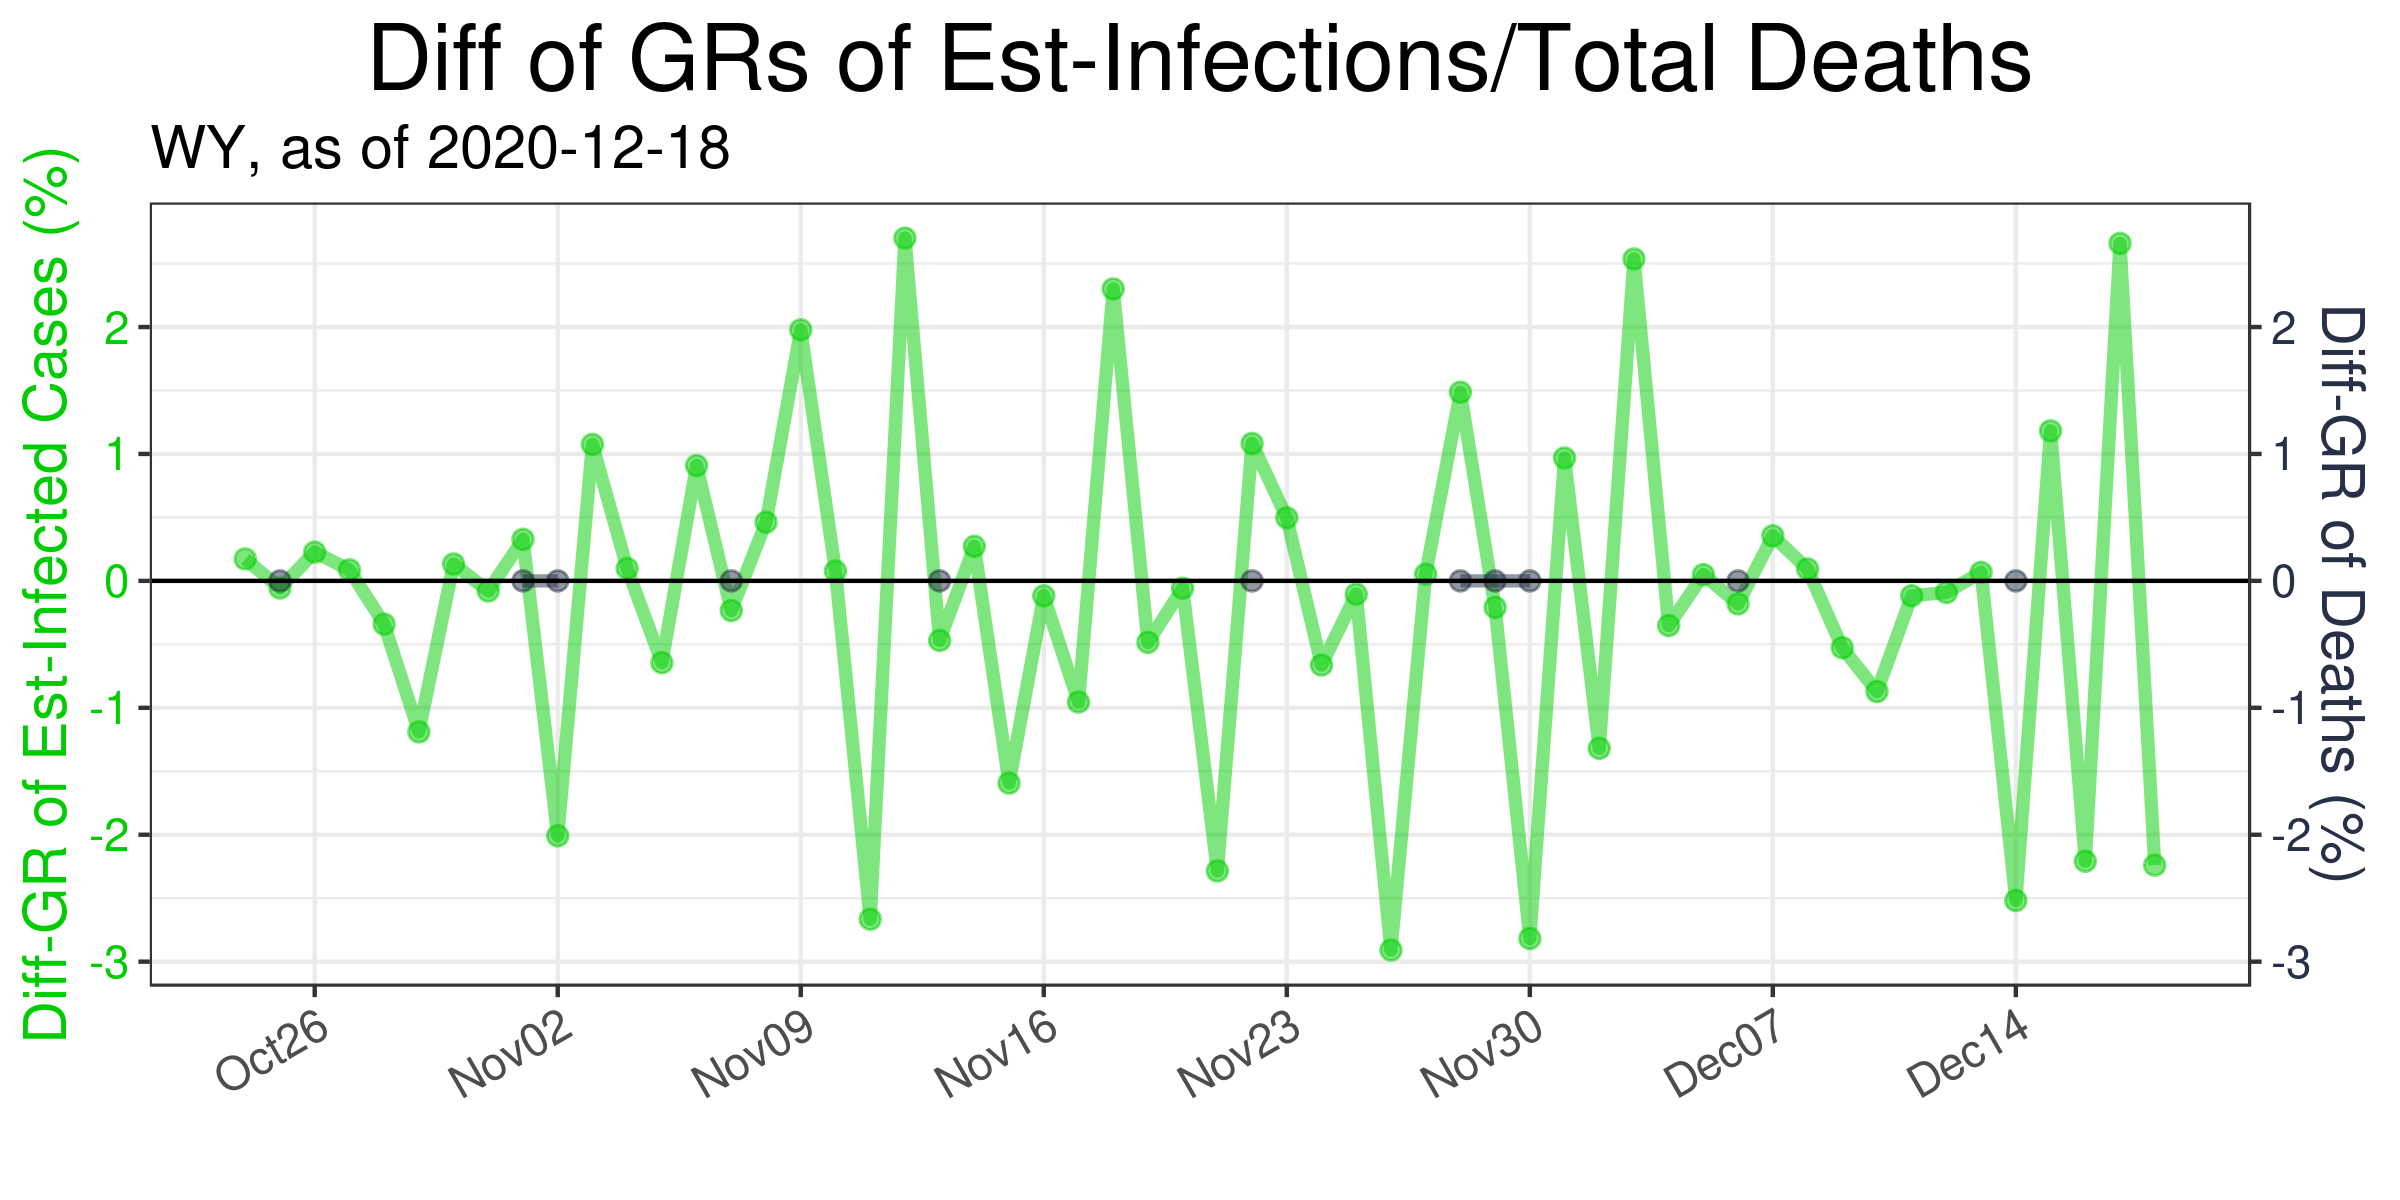 Diff of GRs of Est-Infections/Total Deaths
WY, as of 2020-12-18
Diff-GR of Est-Infected Cases (%)
2
1
0
-1
-2
-3
2
1
0
-1
-2
-3
Diff-GR of Deaths (%)
Oct26
Nov02
Nov09
Nov16
Nov23
Nov30
Dec07
Dec14